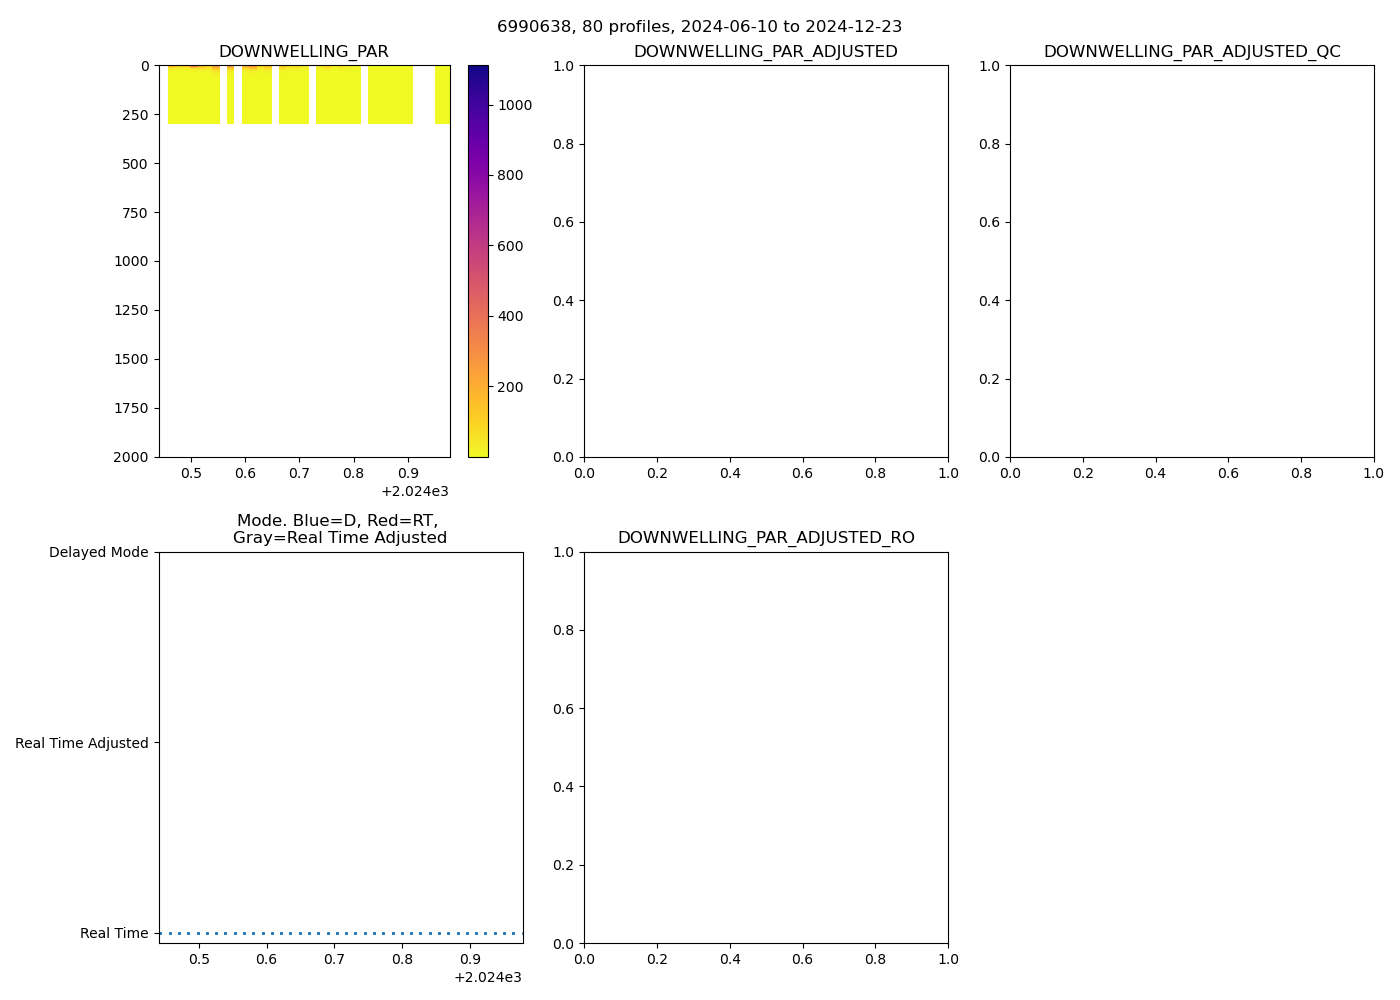 6990638, 80 profiles, 2024-06-10 to 2024-12-23
DOWNWELLING_PAR
0
250
500
750
1000
1250
1500
1750
2000
0.5 0.6 0.7 0.8 0.9
+2.024e3
1000
800
600
400
200
DOWNWELLING_PAR_ADJUSTED
1.0
0.8
0.6
0.4
0.2
0.0
0.0 0.2 0.4 0.6 0.8 1.0
DOWNWELLING_PAR_ADJUSTED_QC
1.0
0.8
0.6
0.4
0.2
0.0
0.0 0.2 0.4 0.6 0.8 1.0
Mode. Blue=D, Red=RT,
Gray=Real Time Adjusted
Delayed Mode
Real Time Adjusted
Real Time
0.5 0.6 0.7 0.8 0.9
+2.024e3
DOWNWELLING_PAR_ADJUSTED_RO
1.0
0.8
0.6
0.4
0.2
0.0
0.0 0.2 0.4 0.6 0.8 1.0